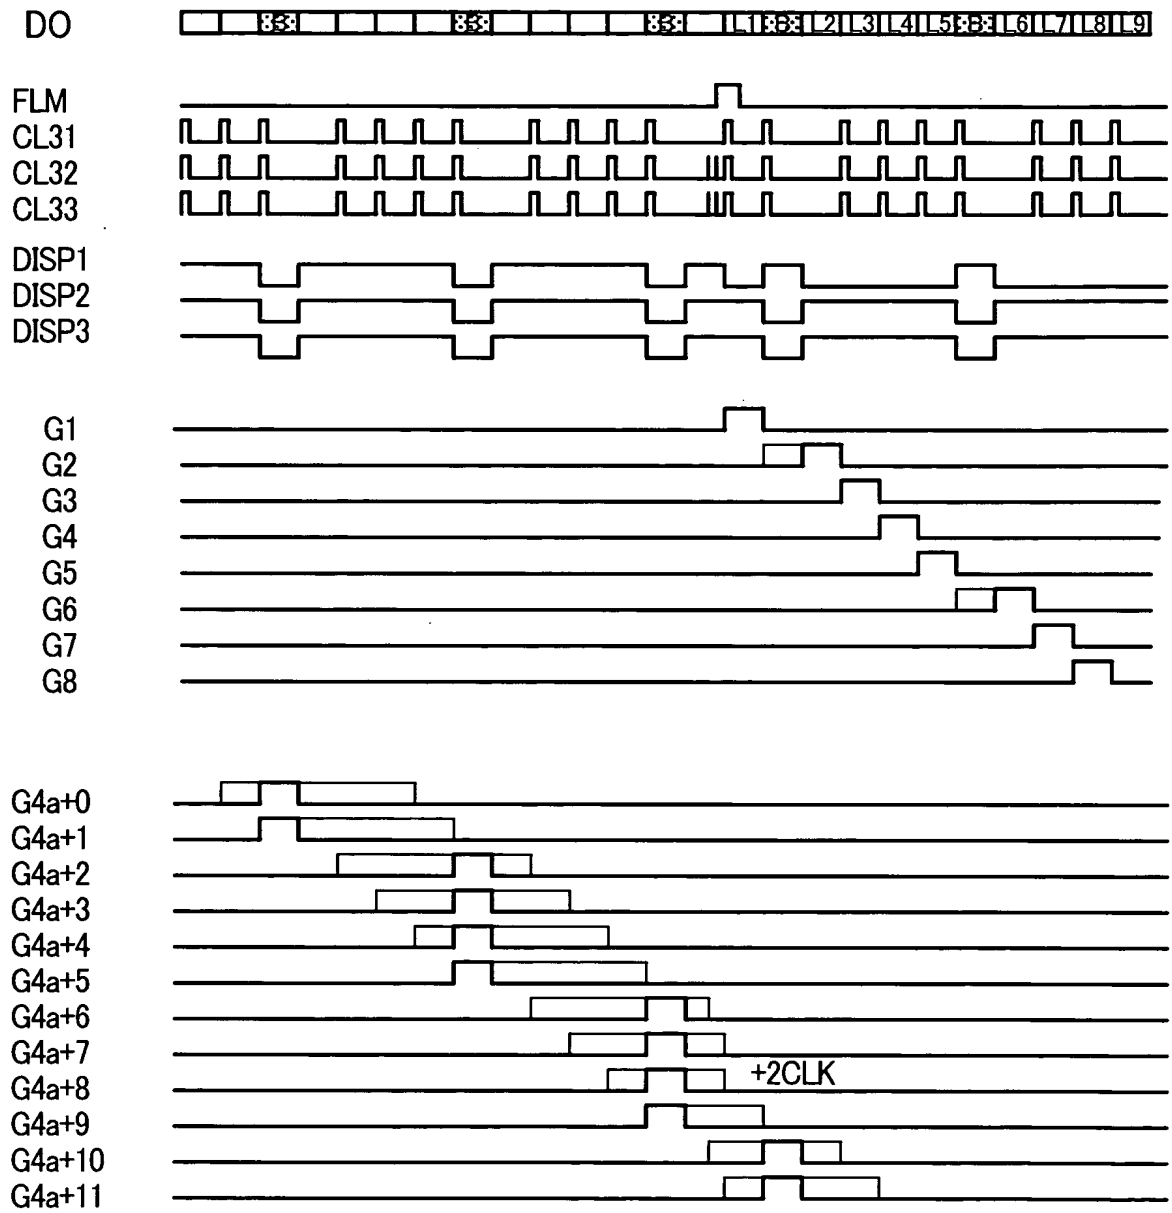 DO B B B L1 B L2 L3 L4 L5 B L6 L7 L8 L9
FLM
CL31
CL32
CL33
DISP1
DISP2
DISP3
G1
G2
G3
G4
G5
G6
G7
G8
G4a+0
G4a+1
G4a+2
G4a+3
G4a+4
G4a+5
G4a+6
G4a+7
G4a+8 +2CLK
G4a+9
G4a+10
G4a+11